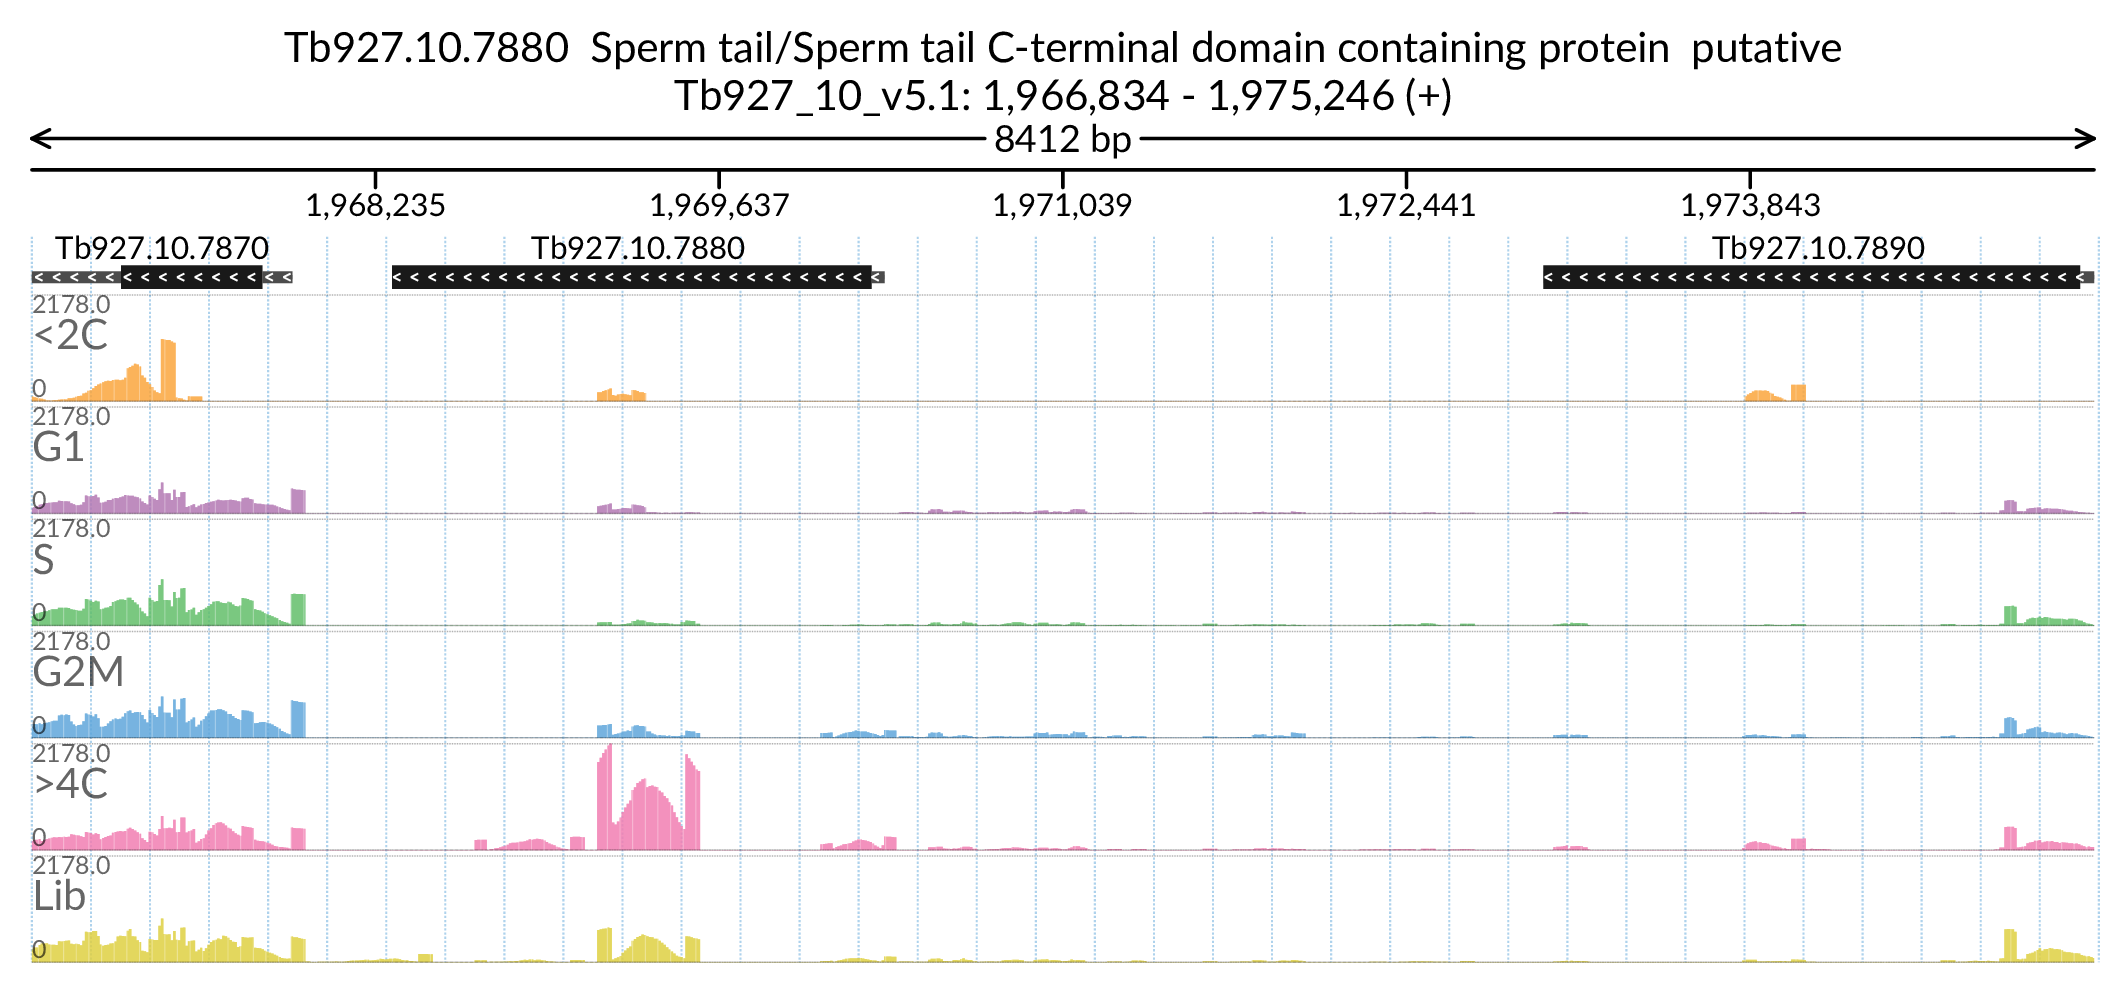 Tb927.10.7880  Sperm tail/Sperm tail C-terminal domain containing protein  putative
Tb927_10_v5.1: 1,966,834 - 1,975,246 (+)
8412 bp
1,968,235 1,969,637 1,971,039 1,972,441 1,973,843
Tb927.10.7870 Tb927.10.7880 Tb927.10.7890
2178.0
<2C
0
2178.0
G1
0
2178.0
S
0
2178.0
G2M
0
2178.0
>4C
0
2178.0
Lib
0